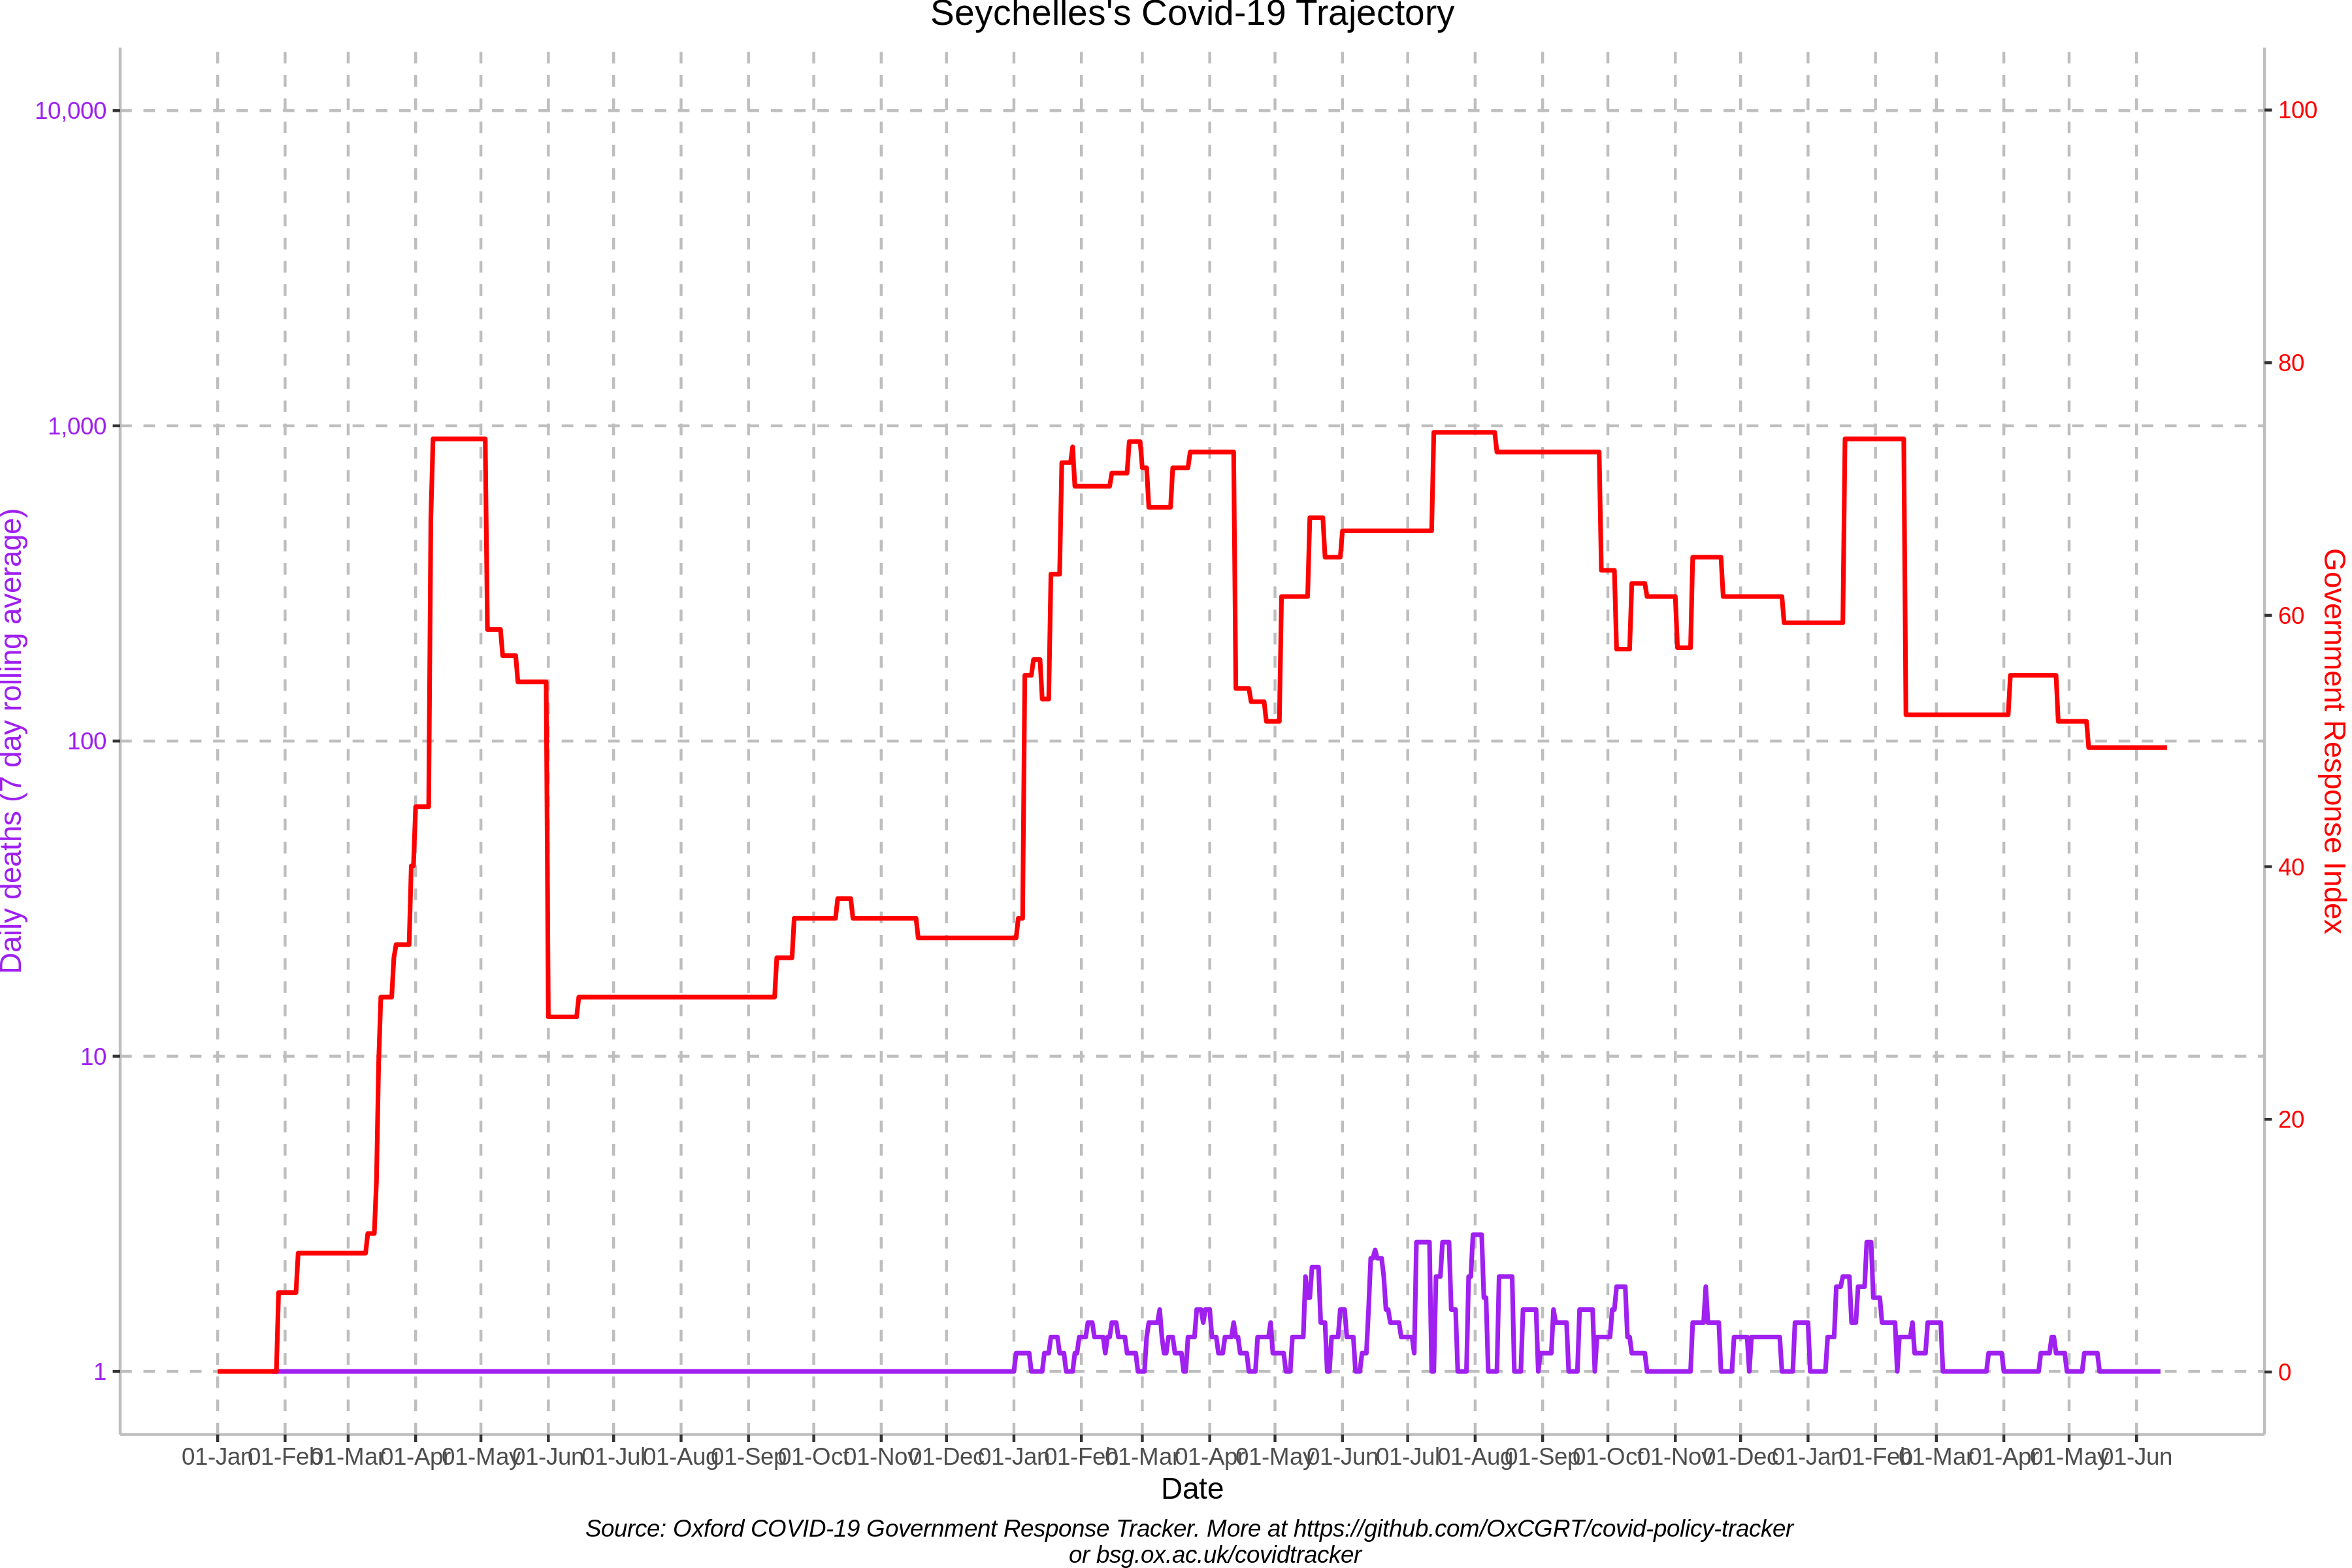 Seychelles's Covid-19 Trajectory
10,000
1,000
100
10
1
Daily deaths (7 day rolling average)
100
80
60
40
20
0
Government Response Index
01-Jan 01-Feb 01-Mar 01-Apr 01-May 01-Jun 01-Jul 01-Aug 01-Sep 01-Oct 01-Nov 01-Dec 01-Jan 01-Feb 01-Mar 01-Apr 01-May 01-Jun 01-Jul 01-Aug 01-Sep 01-Oct 01-Nov 01-Dec 01-Jan 01-Feb 01-Mar 01-Apr 01-May 01-Jun
Date
Source: Oxford COVID-19 Government Response Tracker. More at https://github.com/OxCGRT/covid-policy-tracker
or bsg.ox.ac.uk/covidtracker